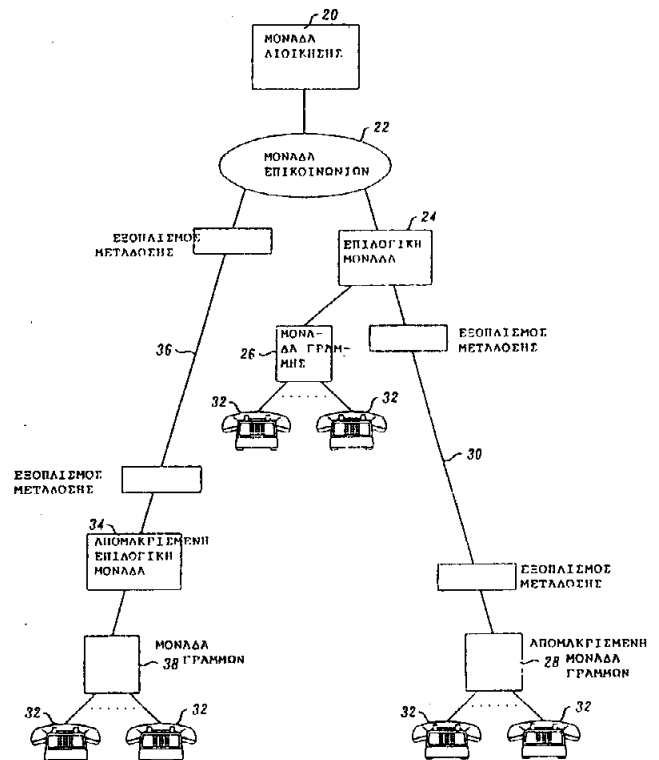 20
ΜΟΝΑΔΑ
ΔΙΟΙΚΗΣΗΣ
22
ΜΟΝΑΔΑ
ΕΠΙΚΟΙΝΩΝΙΩΝ
24
ΕΞΟΠΛΙΣΜΟΣ
ΜΕΤΑΔΟΣΗΣ
ΕΠΙΛΟΓΙΚΗ
ΜΟΝΑΔΑ
36
26
ΜΟΝΑ-
ΔΑ ΓΡΑΜ-
ΜΗΣ
ΕΞΟΠΛΙΣΜΟΣ
ΜΕΤΑΔΟΣΗΣ
32
32
30
ΕΞΟΠΛΙΣΜΟΣ
ΜΕΤΑΔΟΣΗΣ
34
ΑΠΟΜΑΚΡΙΣΜΕΝΗ
ΕΠΙΛΟΓΙΚΗ
ΜΟΝΑΔΑ
ΕΞΟΠΛΙΣΜΟΣ
ΜΕΤΑΔΟΣΗΣ
ΜΟΝΑΔΑ
ΓΡΑΜΜΩΝ
38
ΑΠΟΜΑΚΡΙΣΜΕΝΗ
28 ΜΟΝΑΔΑ
ΓΡΑΜΜΩΝ
32
32
32
32